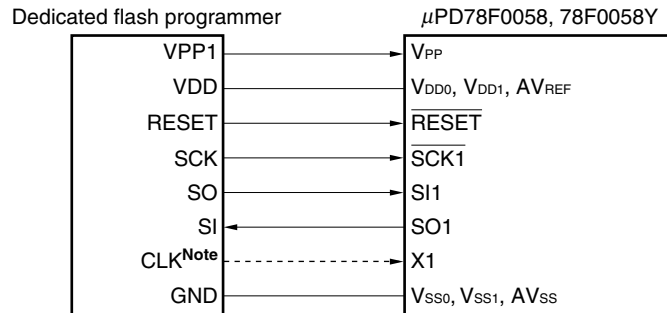 Dedicated flash programmer μPD78F0058, 78F0058Y
VPP1 VPP
VDD VDD0, VDD1, AVREF
RESET RESET
SCK SCK1
SO SI1
SI SO1
CLKNote X1
GND VSS0, VSS1, AVSS